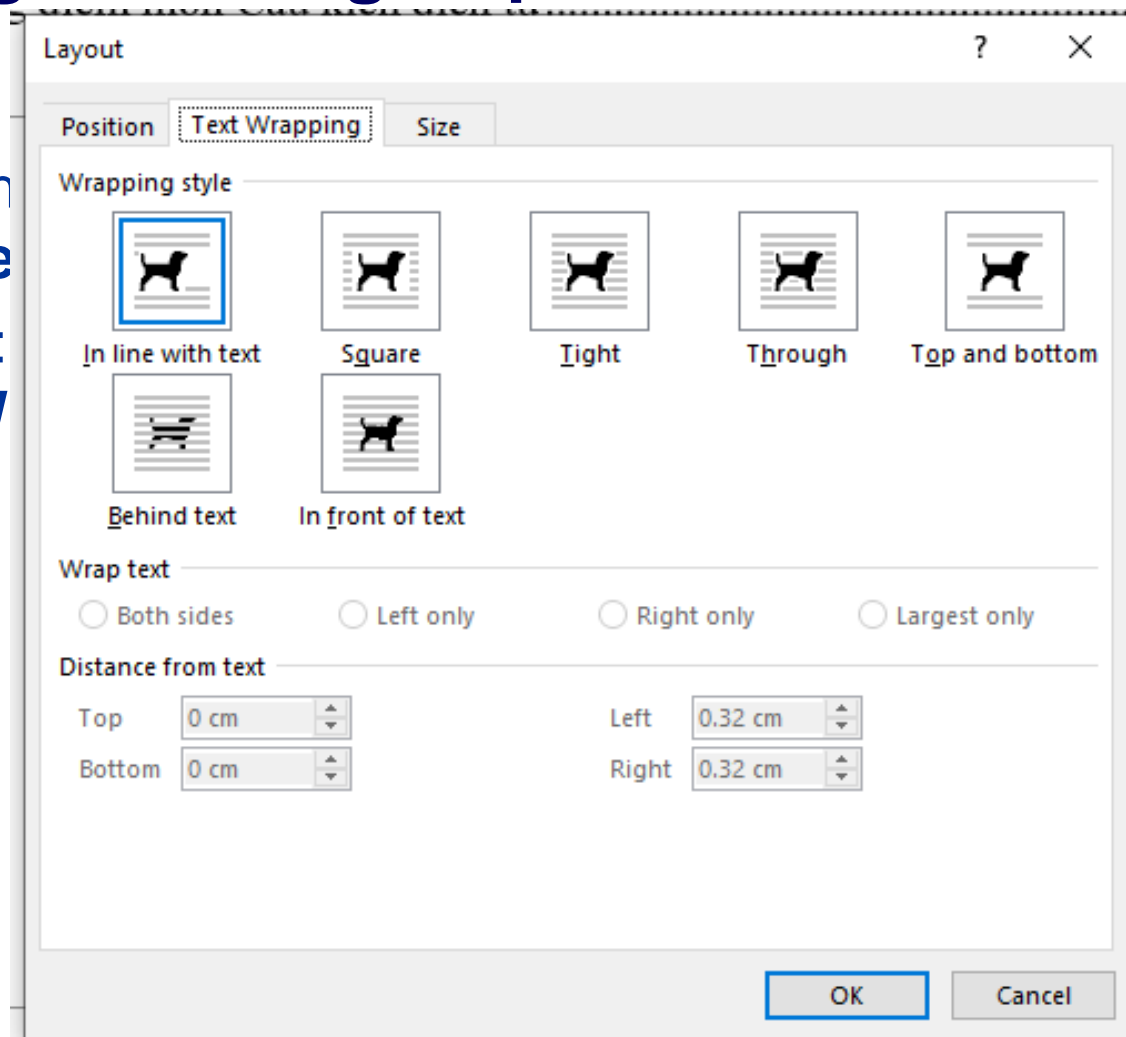 Layout ?
Position Text Wrapping Size
Wrapping style
In line with text Square Tight Through Top and bottom
Behind text In front of text
Wrap text
Both sides Left only Right only Largest only
Distance from text
Top 0 cm Left 0.32 cm
Bottom 0 cm Right 0.32 cm
OK Cancel